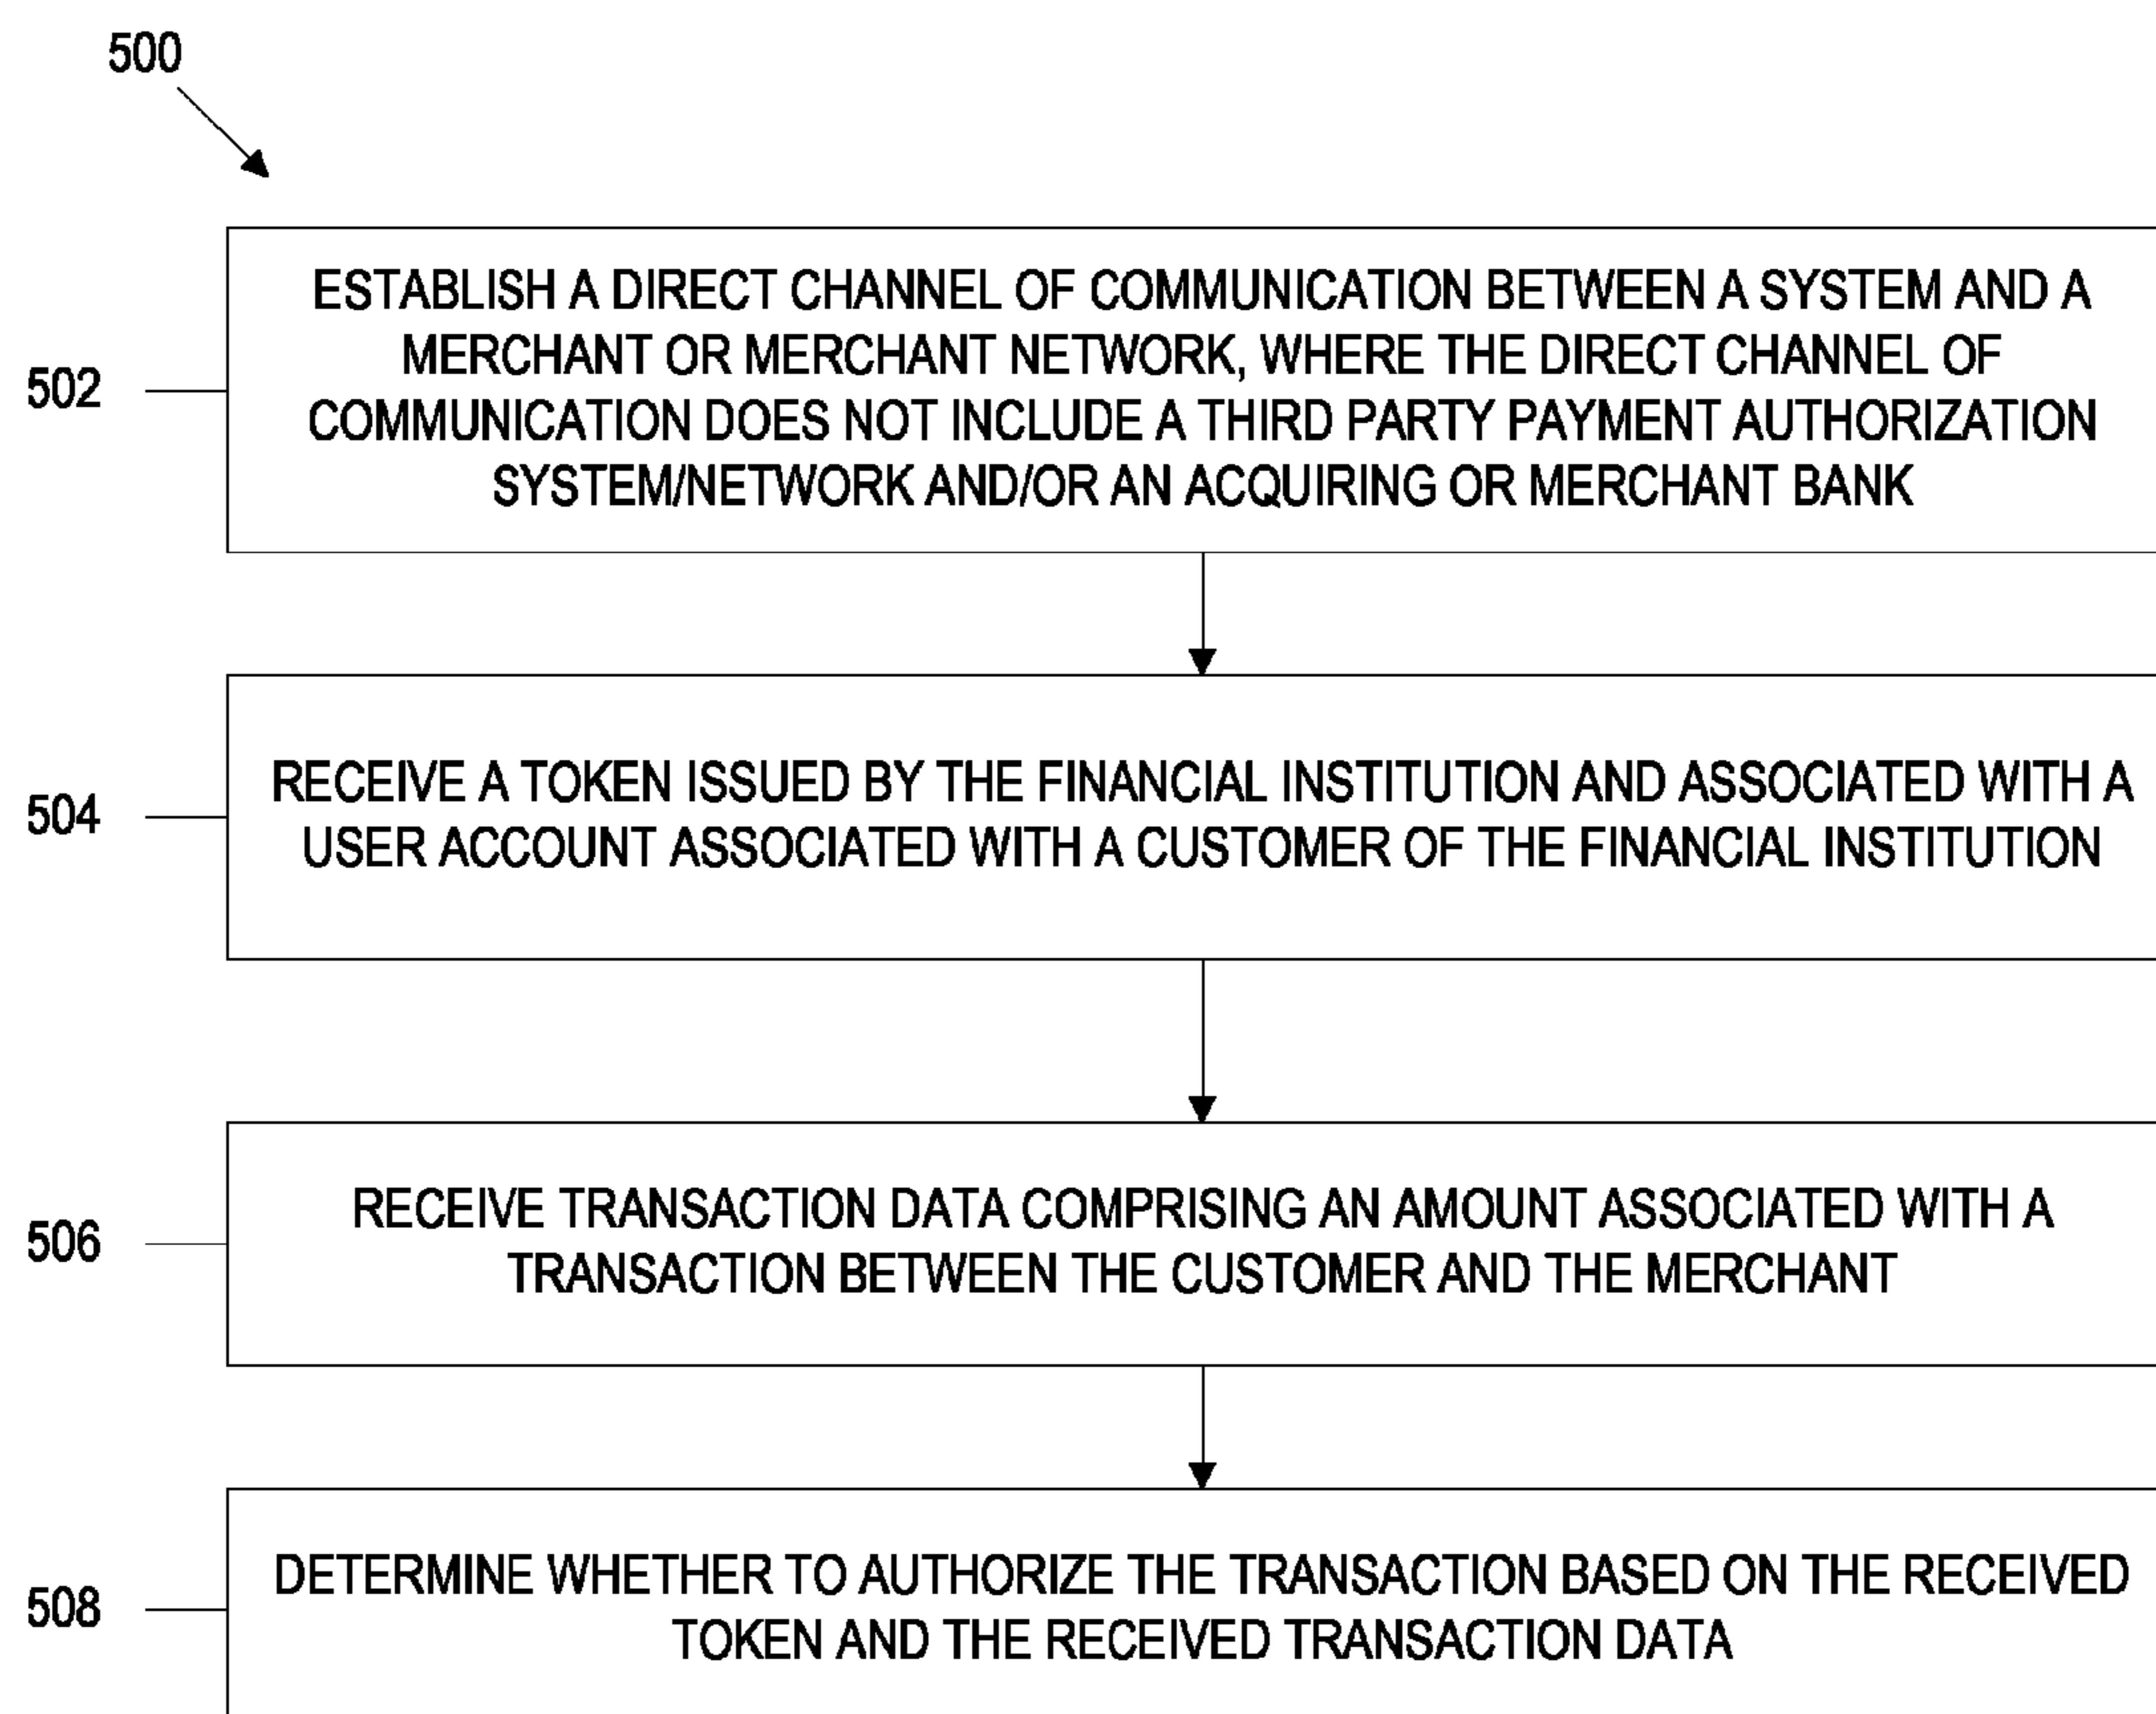 500
502
ESTABLISH A DIRECT CHANNEL OF COMMUNICATION BETWEEN A SYSTEM AND A
MERCHANT OR MERCHANT NETWORK, WHERE THE DIRECT CHANNEL OF
COMMUNICATION DOES NOT INCLUDE A THIRD PARTY PAYMENT AUTHORIZATION
SYSTEM/NETWORK AND/OR AN ACQUIRING OR MERCHANT BANK
504
RECEIVE A TOKEN ISSUED BY THE FINANCIAL INSTITUTION AND ASSOCIATED WITH A
USER ACCOUNT ASSOCIATED WITH A CUSTOMER OF THE FINANCIAL INSTITUTION
506
RECEIVE TRANSACTION DATA COMPRISING AN AMOUNT ASSOCIATED WITH A
TRANSACTION BETWEEN THE CUSTOMER AND THE MERCHANT
508
DETERMINE WHETHER TO AUTHORIZE THE TRANSACTION BASED ON THE RECEIVED
TOKEN AND THE RECEIVED TRANSACTION DATA